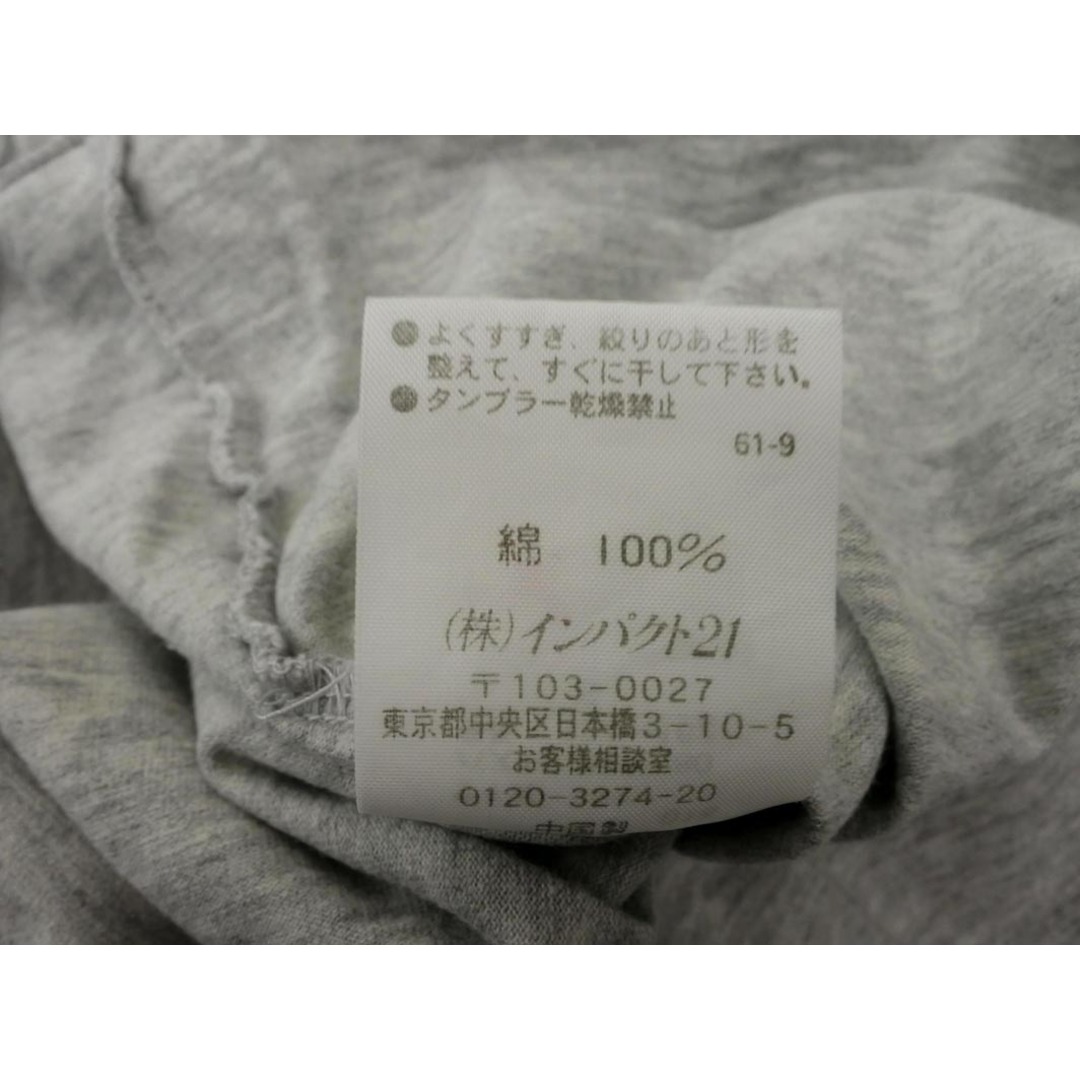 ●よくすすぎ、絞りのあと形を
整えて、すぐに干して下さい。
●タンブラー乾燥禁止
61-9
綿 100%
(株)インパクト21
〒103-0027
東京都中央区日本橋3-10-5
お客様相談室
0120-3274-20
中国製